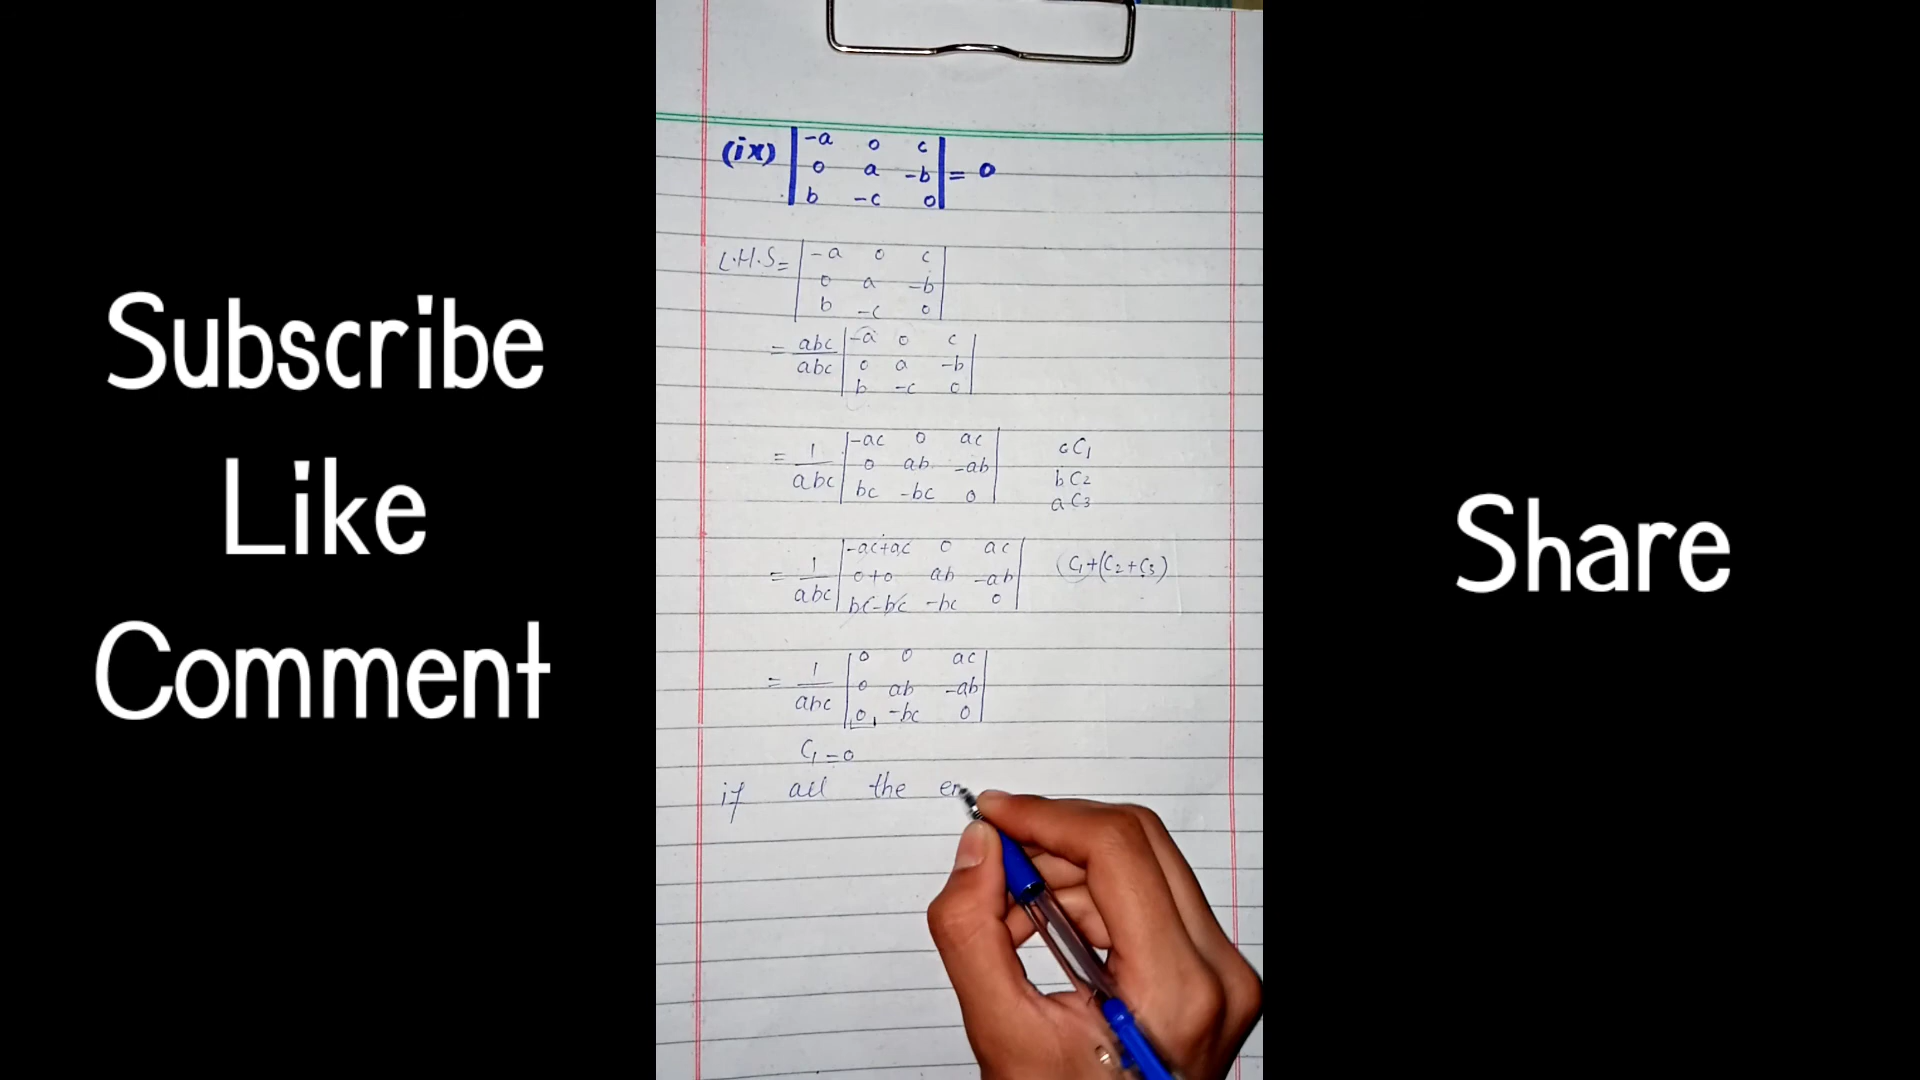 Subscribe
Like
Comment
(ix) | -a 0 c |
| 0 a -b | = 0
| b -c 0 |
L.H.S = | -a 0 c |
| 0 a -b |
| b -c 0 |
= abc/abc | -a 0 c |
| 0 a -b |
| b -c 0 |
= 1/abc | -ac 0 ac | cC₁
| 0 ab -ab | bC₂
| bc -bc 0 | aC₃
= 1/abc | -ac+ac 0 ac | C₁+(C₂+C₃)
| 0+0 ab -ab |
| bc-bc -bc 0 |
= 1/abc | 0 0 ac |
| 0 ab -ab |
| 0 -bc 0 |
C₁=0
if all the en
Share